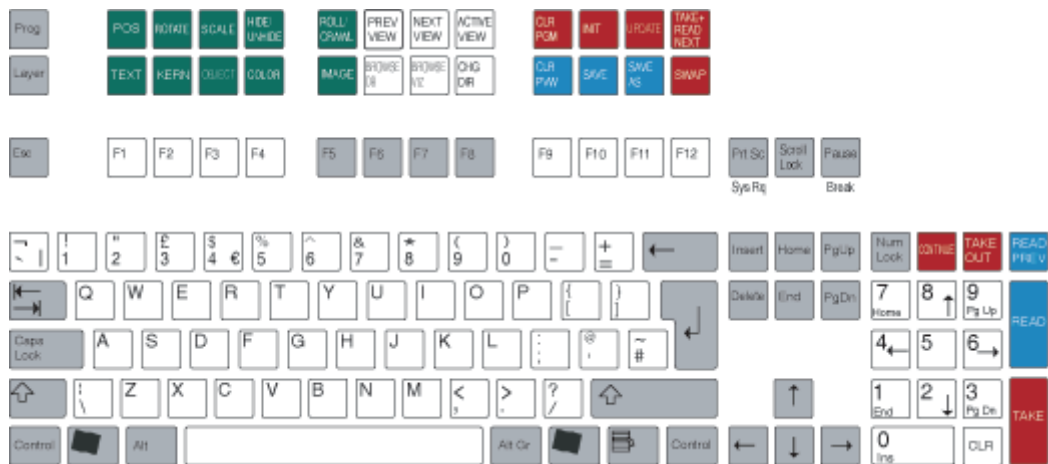 Prog POS ROTATE SCALE HIDE/ UNHIDE ROLL/ CRAWL PREV VIEW NEXT VIEW ACTIVE VIEW CLR PGM INIT UPDATE TAKE+ READ NEXT
Layer TEXT KERN OBJECT COLOR IMAGE BROWSE DB BROWSE VIZ CHG DIR CLR PVW SAVE SAVE AS SWAP
Esc F1 F2 F3 F4 F5 F6 F7 F8 F9 F10 F11 F12 Prt Sc Scroll Lock Pause
Sys Rq Break
¬ ¦ ! 1 " 2 £ 3 $ 4 € % 5 ^ 6 & 7 * 8 ( 9 ) 0 _ - + = ← Insert Home PgUp Num Lock CONTINUE TAKE OUT READ PREV
Q W E R T Y U I O P { [ } ] Delete End PgDn 7 Home 8 ↑ 9 Pg Up READ
Caps Lock A S D F G H J K L : ; @ ' ~ # 4 ← 5 6 →
¦ \ Z X C V B N M < , > . ? / ↑ 1 End 2 ↓ 3 Pg Dn TAKE
Control Alt Alt Gr Control ← ↓ → 0 Ins CLR